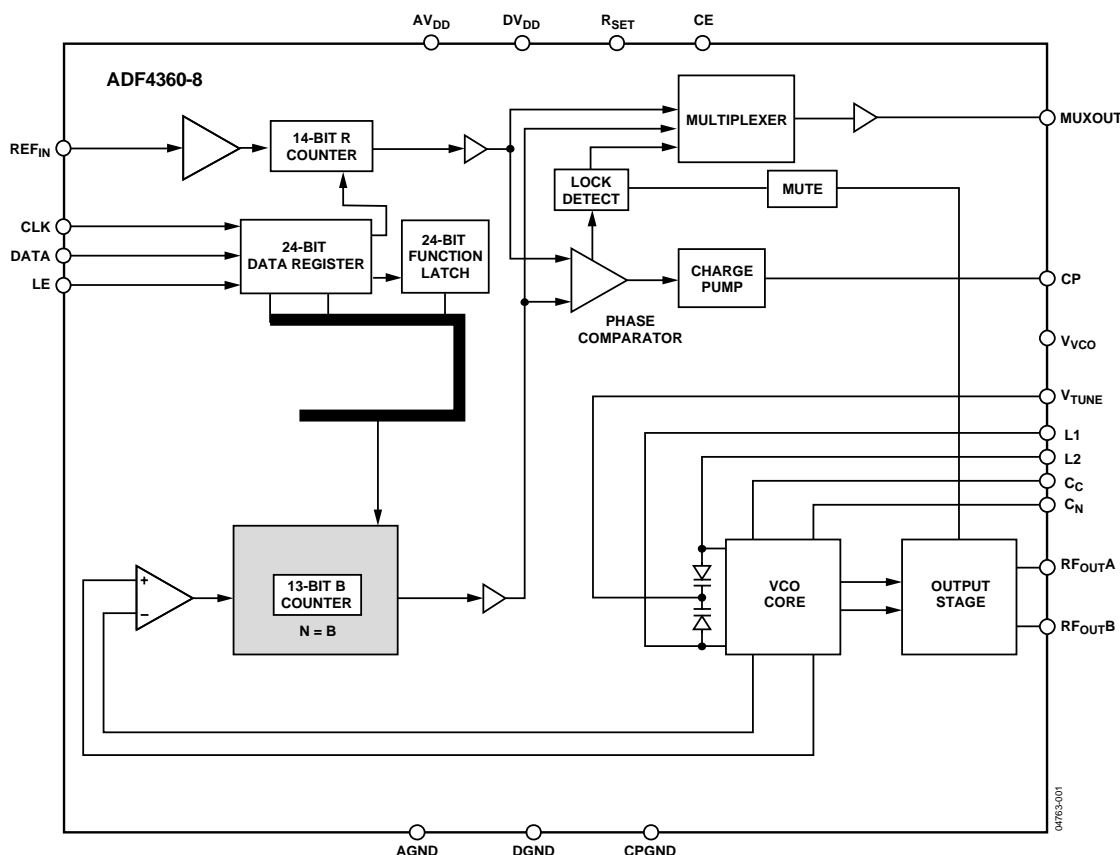 AVDD
DVDD
RSET
CE
ADF4360-8
MULTIPLEXER
MUXOUT
REFIN
14-BIT R
COUNTER
LOCK
DETECT
MUTE
CLK
DATA
LE
24-BIT
DATA REGISTER
24-BIT
FUNCTION
LATCH
CHARGE
PUMP
CP
PHASE
COMPARATOR
VVCO
VTUNE
L1
L2
CC
CN
+
−
13-BIT B
COUNTER
N = B
VCO
CORE
OUTPUT
STAGE
RFOUTA
RFOUTB
AGND
DGND
CPGND
04763-001